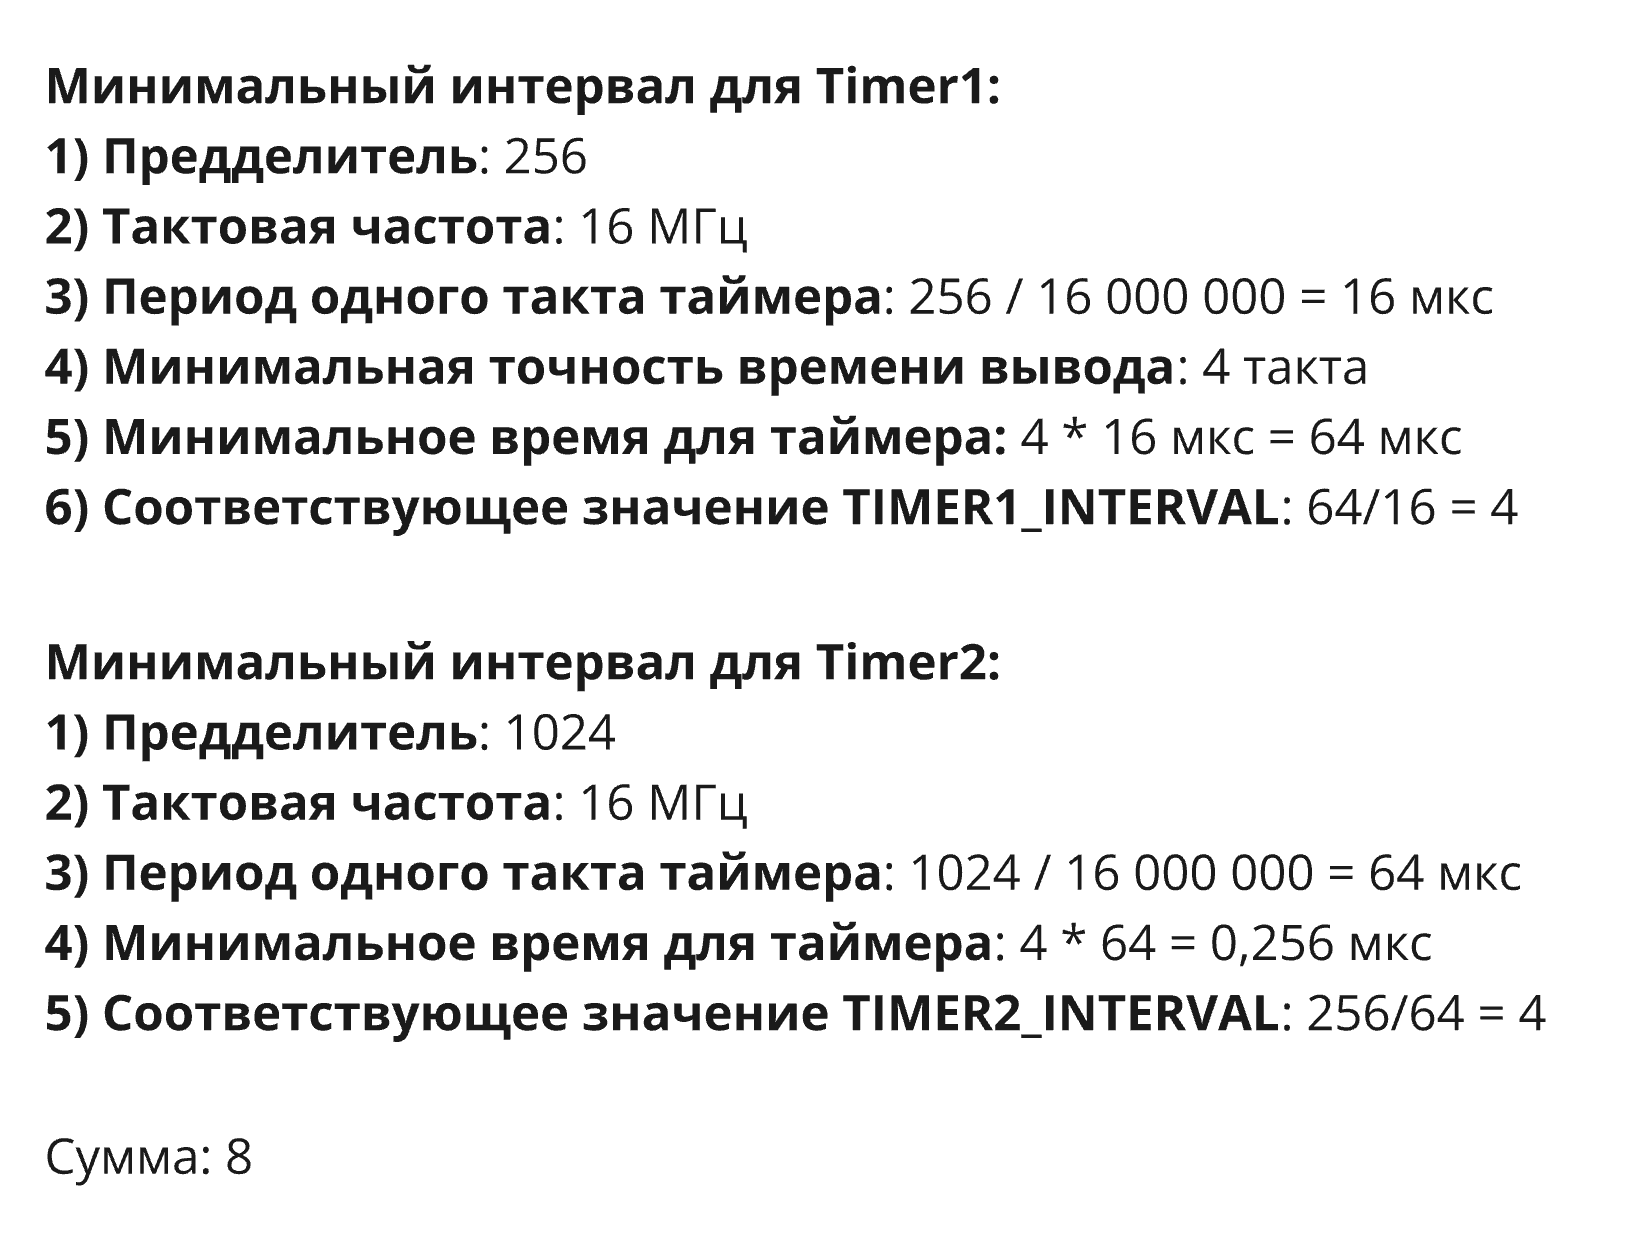 Минимальный интервал для Timer1:
1) Предделитель: 256
2) Тактовая частота: 16 МГц
3) Период одного такта таймера: 256 / 16 000 000 = 16 мкс
4) Минимальная точность времени вывода: 4 такта
5) Минимальное время для таймера: 4 * 16 мкс = 64 мкс
6) Соответствующее значение TIMER1_INTERVAL: 64/16 = 4
Минимальный интервал для Timer2:
1) Предделитель: 1024
2) Тактовая частота: 16 МГц
3) Период одного такта таймера: 1024 / 16 000 000 = 64 мкс
4) Минимальное время для таймера: 4 * 64 = 0,256 мкс
5) Соответствующее значение TIMER2_INTERVAL: 256/64 = 4
Сумма: 8